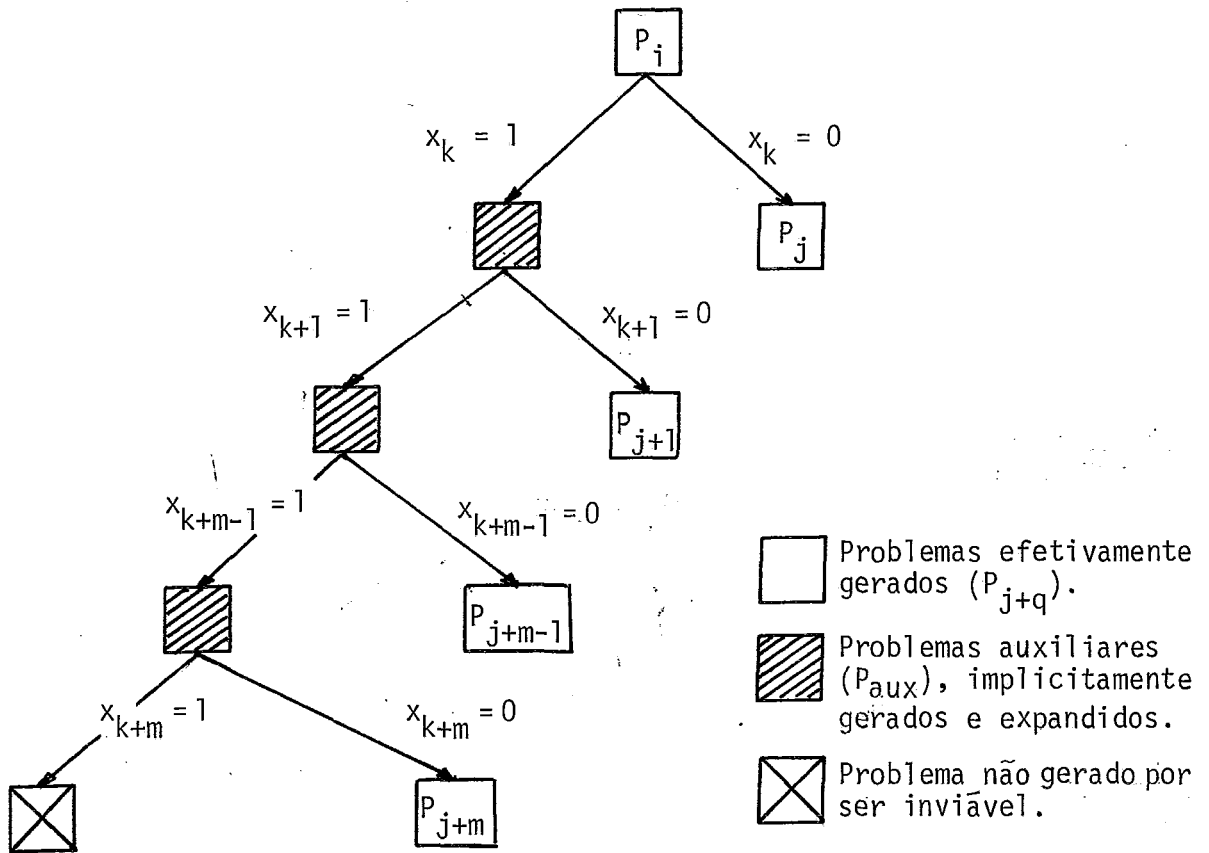 P_i
x_k = 1
x_k = 0
P_j
x_{k+1} = 1
x_{k+1} = 0
P_{j+1}
x_{k+m-1} = 1
x_{k+m-1} = 0
P_{j+m-1}
x_{k+m} = 1
x_{k+m} = 0
P_{j+m}
Problemas efetivamente
gerados (P_{j+q}).
Problemas auxiliares
(P_{aux}), implicitamente
gerados e expandidos.
Problema não gerado por
ser inviável.